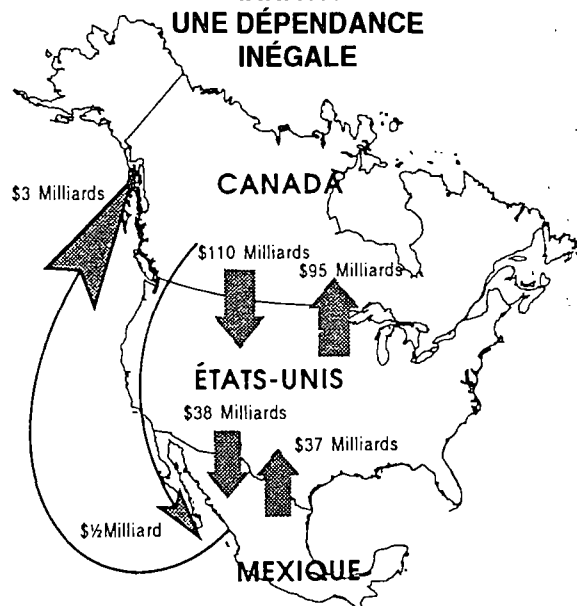 UNE DÉPENDANCE
INÉGALE
CANADA
$3 Milliards
$110 Milliards
$95 Milliards
ÉTATS-UNIS
$38 Milliards
$37 Milliards
$½Milliard
MEXIQUE